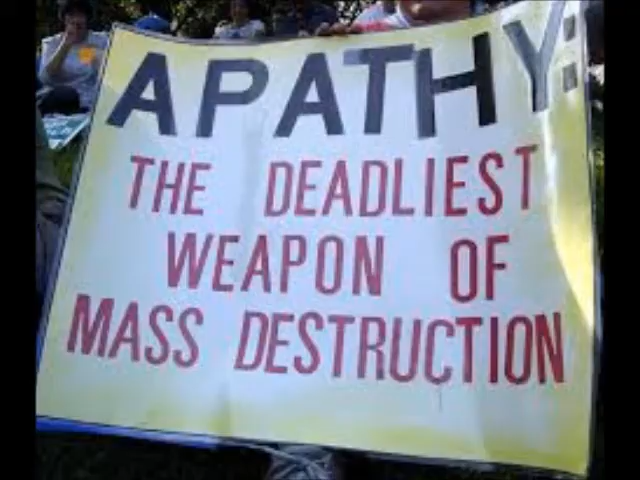 APATHY:
THE DEADLIEST
WEAPON OF
MASS DESTRUCTION